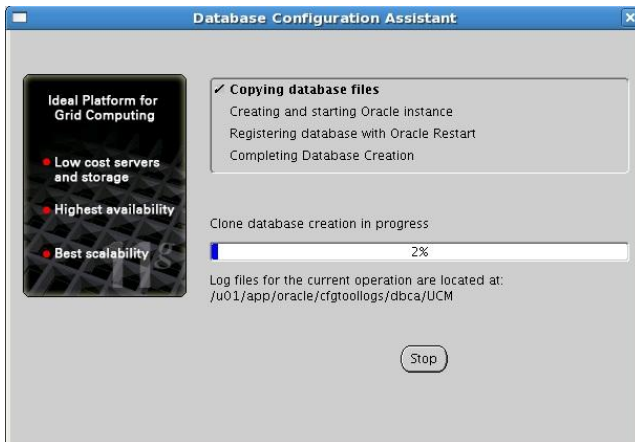 Database Configuration Assistant
Ideal Platform for
Grid Computing
Low cost servers
and storage
Highest availability
Best scalability
11g
Copying database files
Creating and starting Oracle instance
Registering database with Oracle Restart
Completing Database Creation
Clone database creation in progress
2%
Log files for the current operation are located at:
/u01/app/oracle/cfgtoollogs/dbca/UCM
Stop